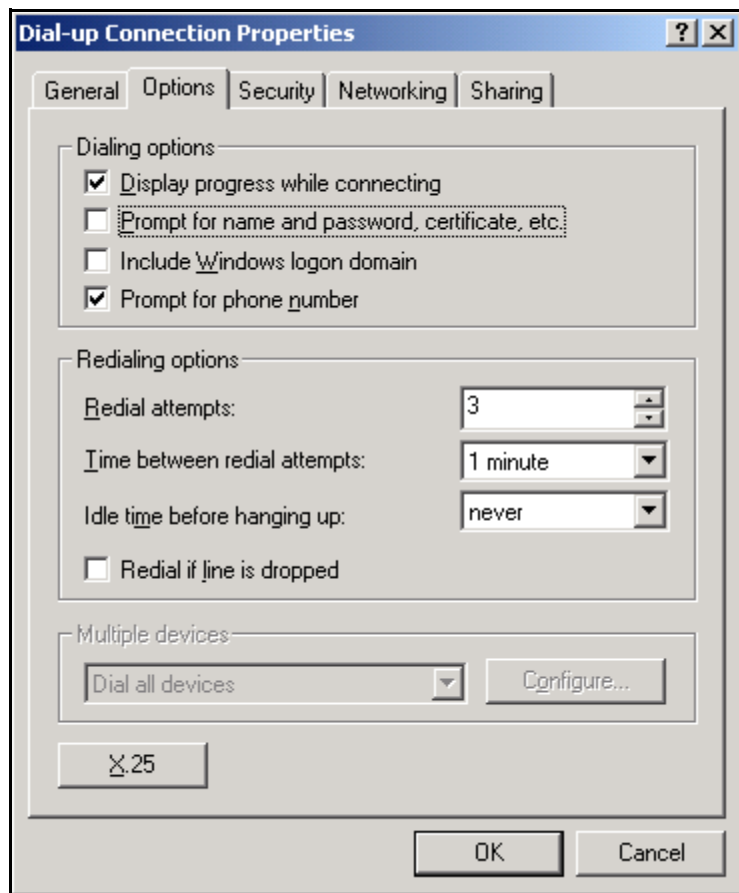 Dial-up Connection Properties
General Options Security Networking Sharing
Dialing options
Display progress while connecting
Prompt for name and password, certificate, etc.
Include Windows logon domain
Prompt for phone number
Redialing options
Redial attempts: 3
Time between redial attempts: 1 minute
Idle time before hanging up: never
Redial if line is dropped
Multiple devices
Dial all devices Configure...
X.25
OK Cancel